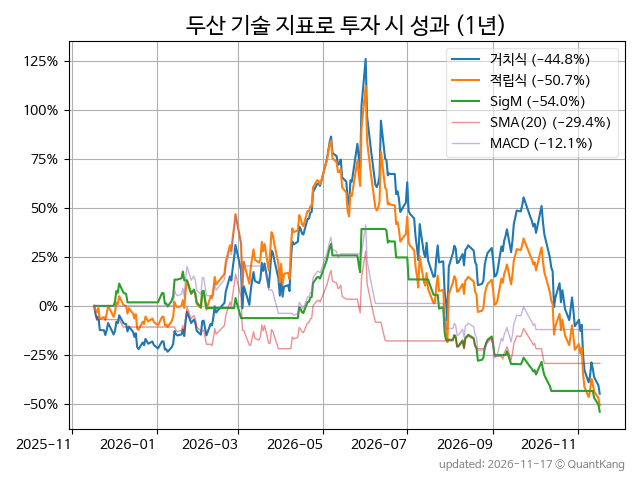 두산 기술 지표로 투자 시 성과 (1년)
거치식 (−44.8%)
적립식 (−50.7%)
SigM (−54.0%)
SMA(20) (−29.4%)
MACD (−12.1%)
125%
100%
75%
50%
25%
0%
−25%
−50%
2025-11
2026-01
2026-03
2026-05
2026-07
2026-09
2026-11
updated: 2026-11-17 © QuantKang